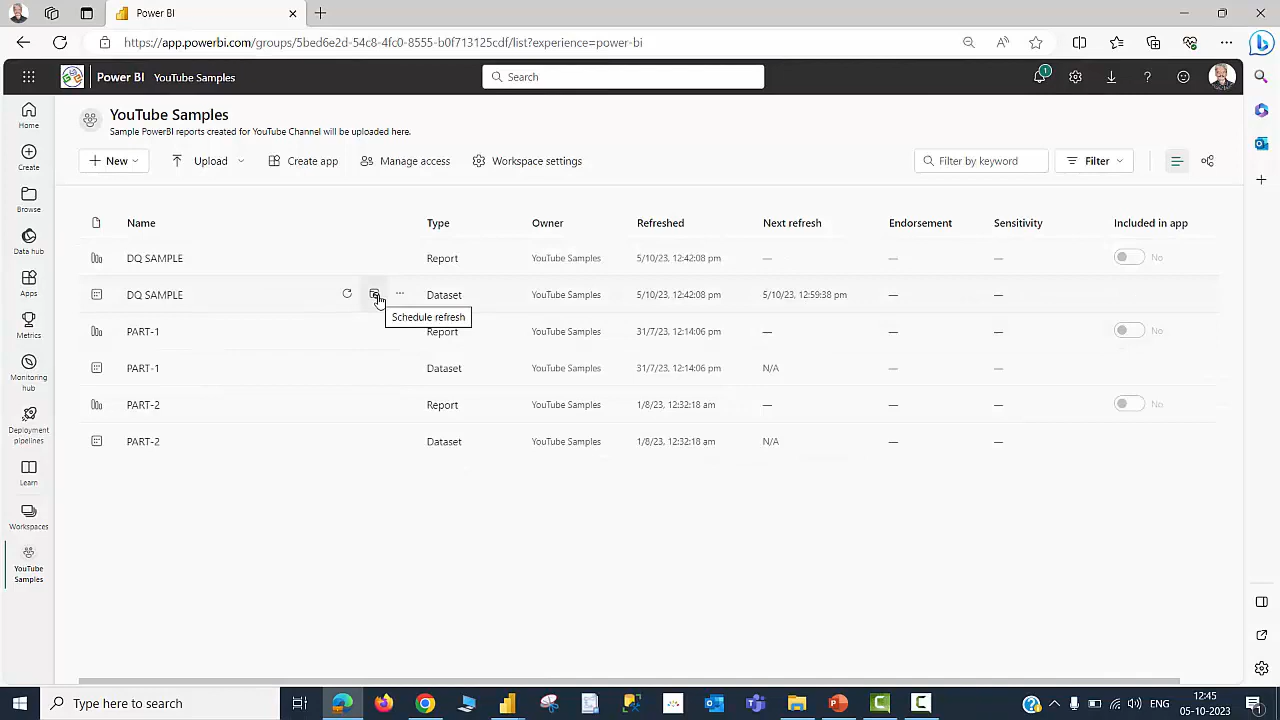 Power BI
https://app.powerbi.com/groups/5bed6e2d-54c8-4fc0-8555-b0f713125cdf/list?experience=power-bi
Power BI YouTube Samples
Search
1
Home
Create
Browse
Data hub
Apps
Metrics
Monitoring
hub
Deployment
pipelines
Learn
Workspaces
YouTube
Samples
YouTube Samples
Sample PowerBI reports created for YouTube Channel will be uploaded here.
New Upload Create app Manage access Workspace settings Filter by keyword Filter
Name Type Owner Refreshed Next refresh Endorsement Sensitivity Included in app
DQ SAMPLE Report YouTube Samples 5/10/23, 12:42:08 pm — — — No
DQ SAMPLE Dataset YouTube Samples 5/10/23, 12:42:08 pm 5/10/23, 12:59:38 pm — —
Schedule refresh
PART-1 Report YouTube Samples 31/7/23, 12:14:06 pm — — — No
PART-1 Dataset YouTube Samples 31/7/23, 12:14:06 pm N/A — —
PART-2 Report YouTube Samples 1/8/23, 12:32:18 am — — — No
PART-2 Dataset YouTube Samples 1/8/23, 12:32:18 am N/A — —
Type here to search
ENG
12:45
05-10-2023